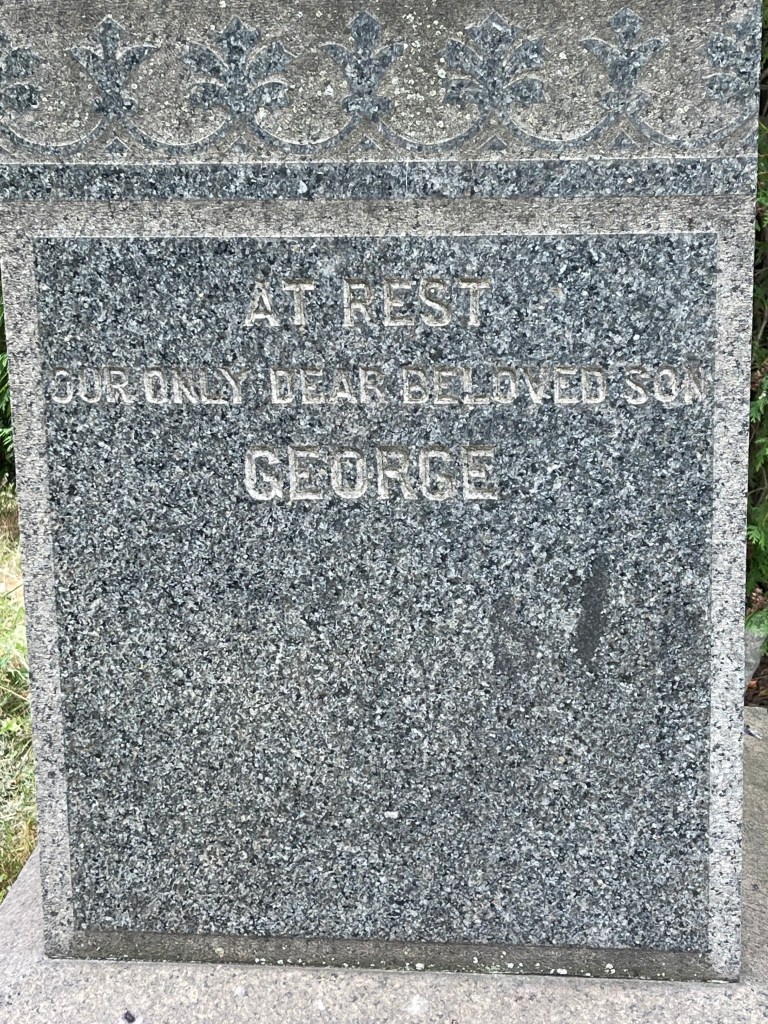 AT REST
OUR ONLY DEAR BELOVED SON
GEORGE